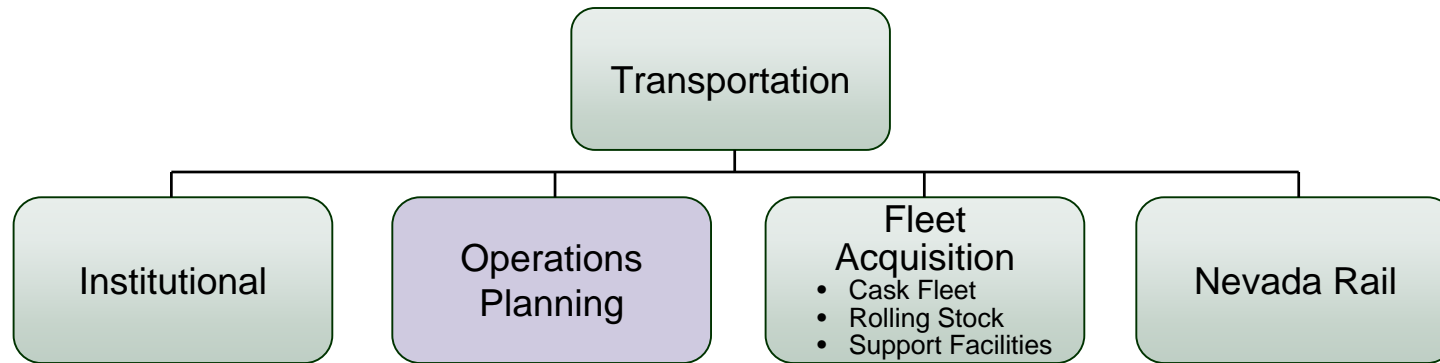 Transportation
Institutional
Operations
Planning
Fleet
Acquisition
• Cask Fleet
• Rolling Stock
• Support Facilities
Nevada Rail